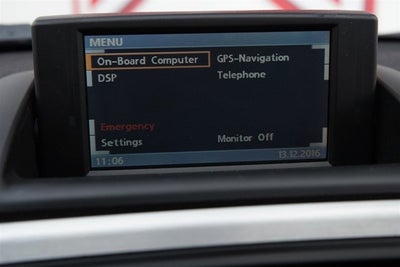 MENU
On-Board Computer GPS-Navigation
DSP Telephone
Emergency
Settings Monitor Off
11:06 13.12.2016